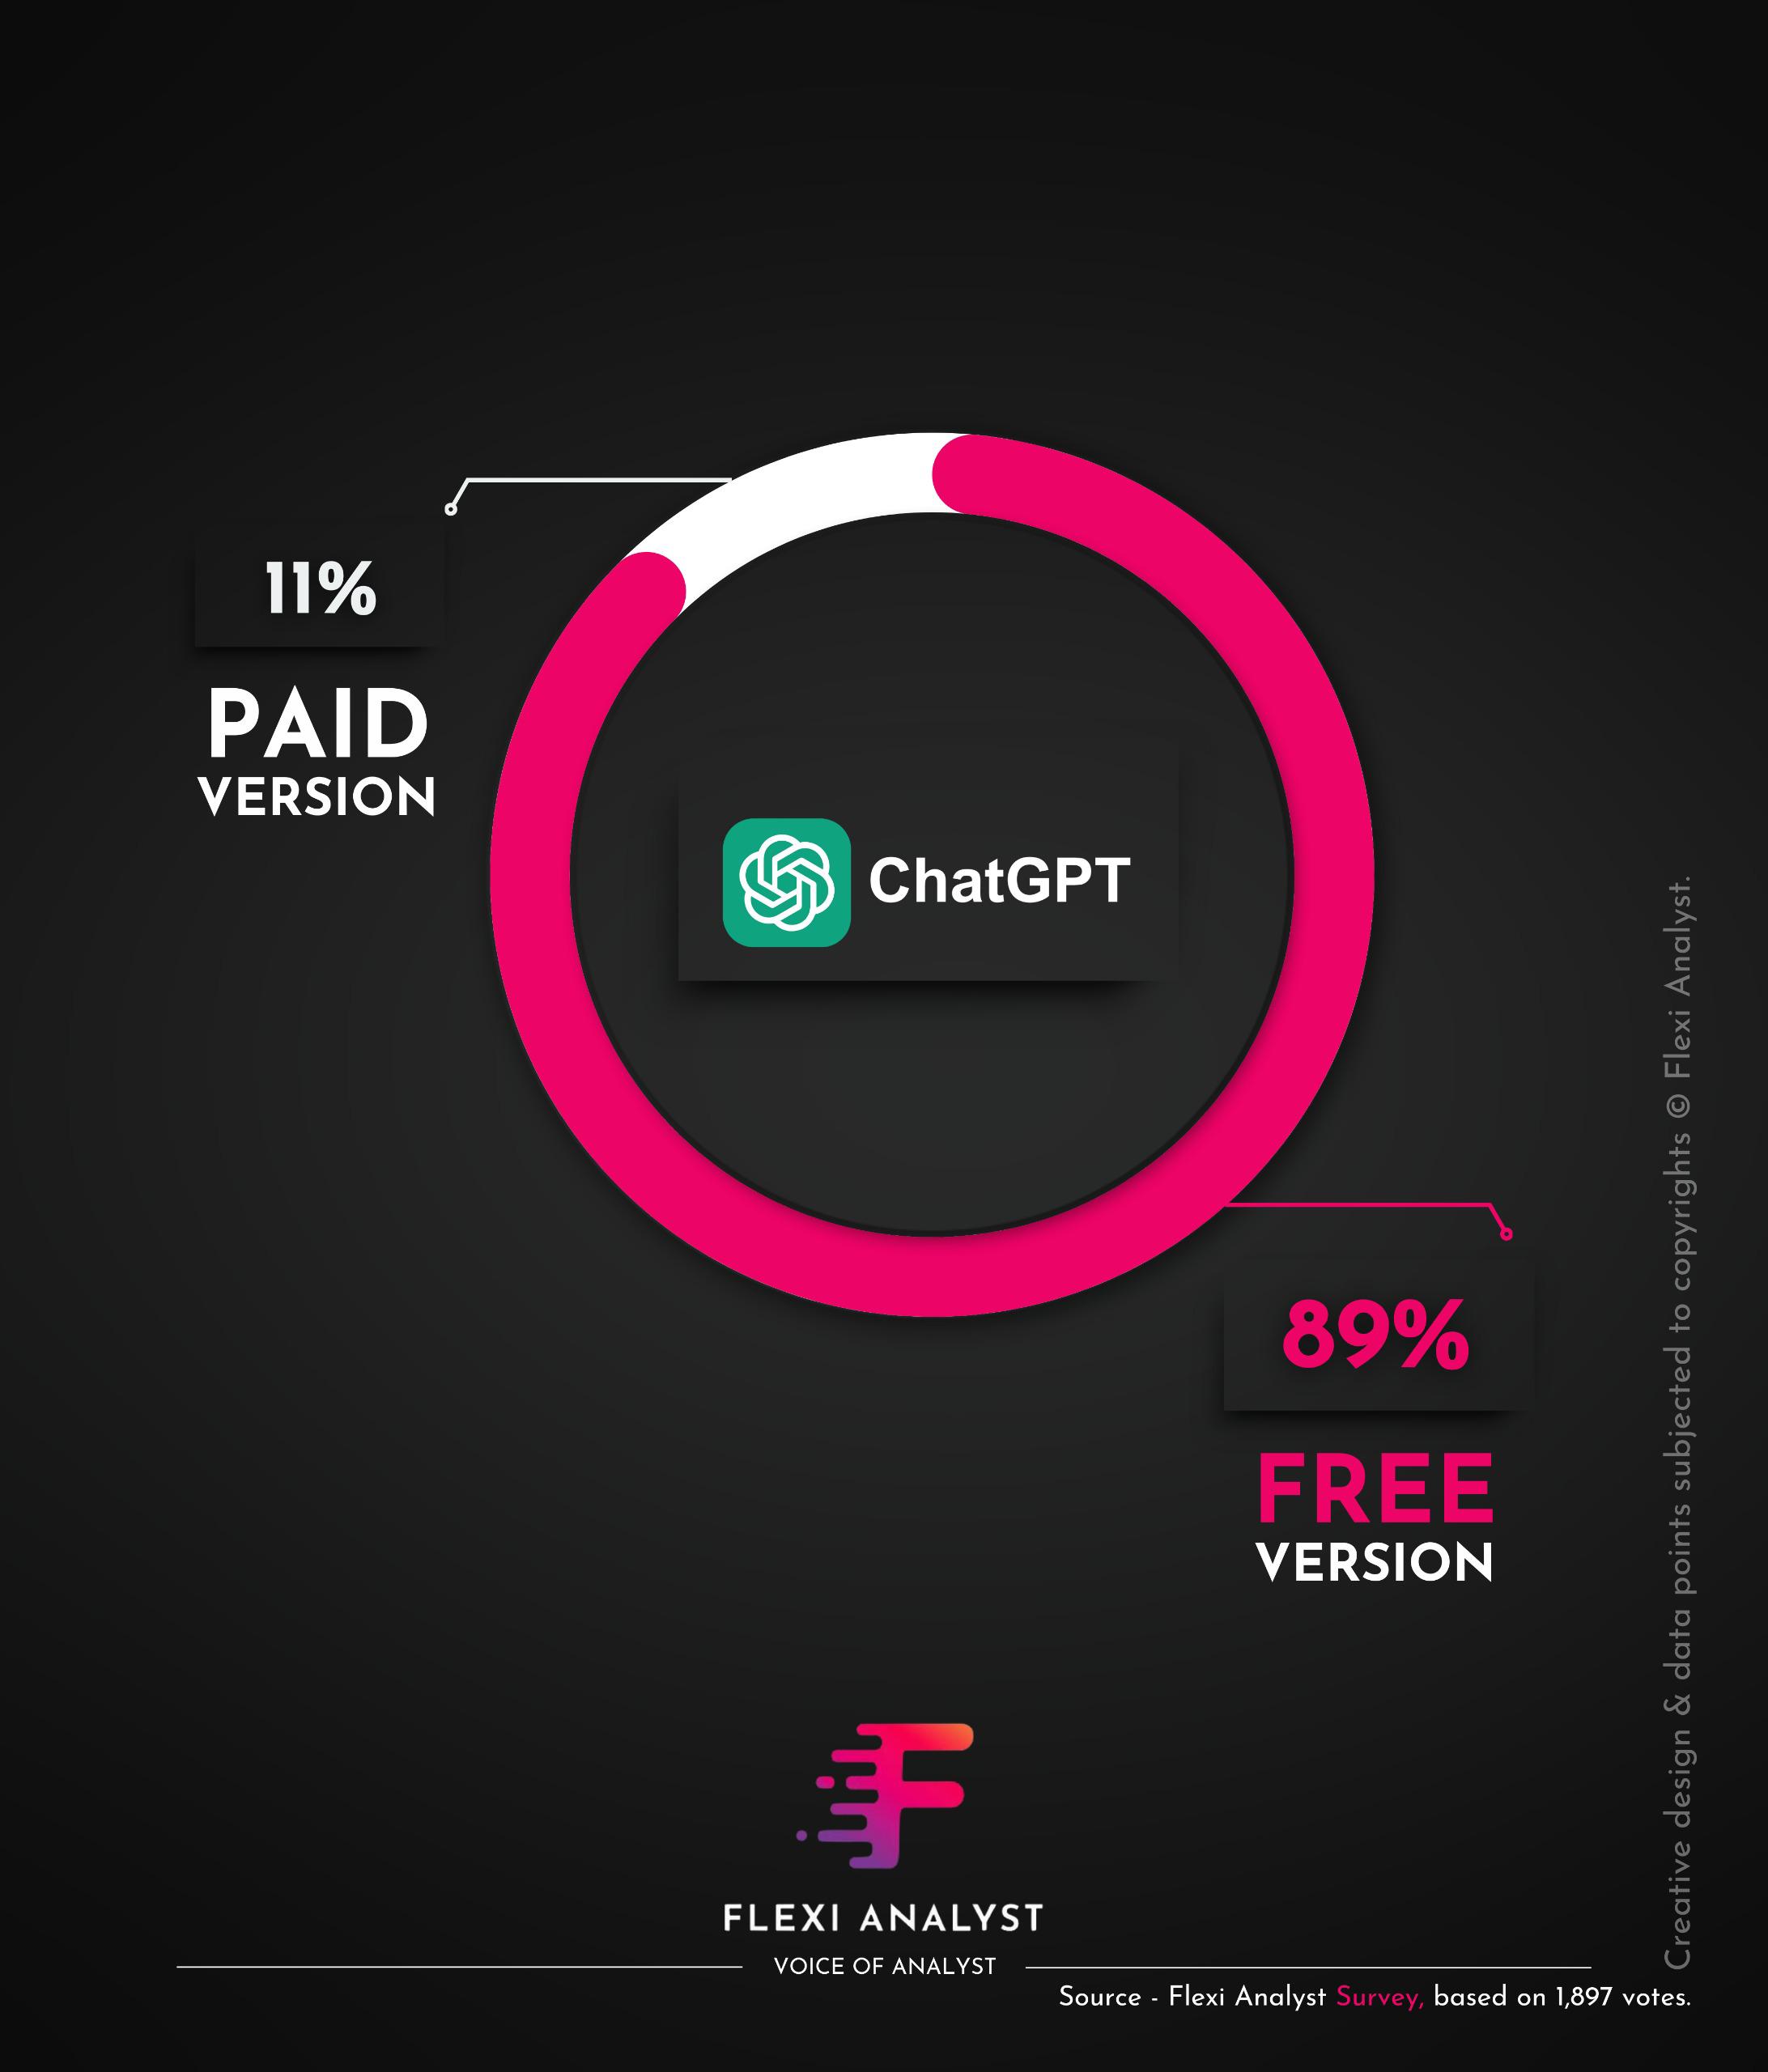 11%
PAID
VERSION
ChatGPT
89%
FREE
VERSION
FLEXI ANALYST
VOICE OF ANALYST
Source - Flexi Analyst Survey, based on 1,897 votes.
Creative design & data points subjected to copyrights © Flexi Analyst.